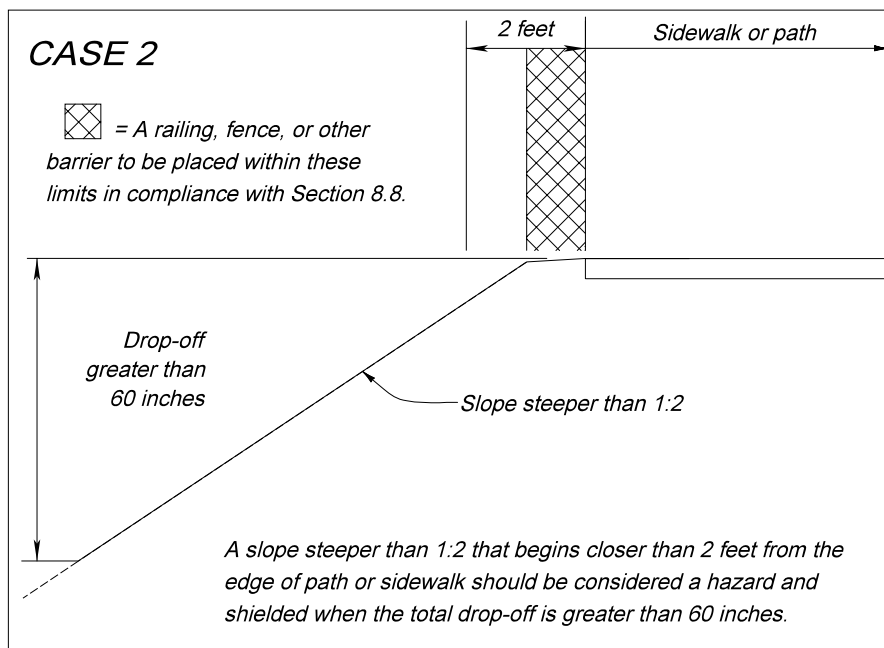 CASE 2
2 feet
Sidewalk or path
= A railing, fence, or other
barrier to be placed within these
limits in compliance with Section 8.8.
Drop-off
greater than
60 inches
Slope steeper than 1:2
A slope steeper than 1:2 that begins closer than 2 feet from the
edge of path or sidewalk should be considered a hazard and
shielded when the total drop-off is greater than 60 inches.